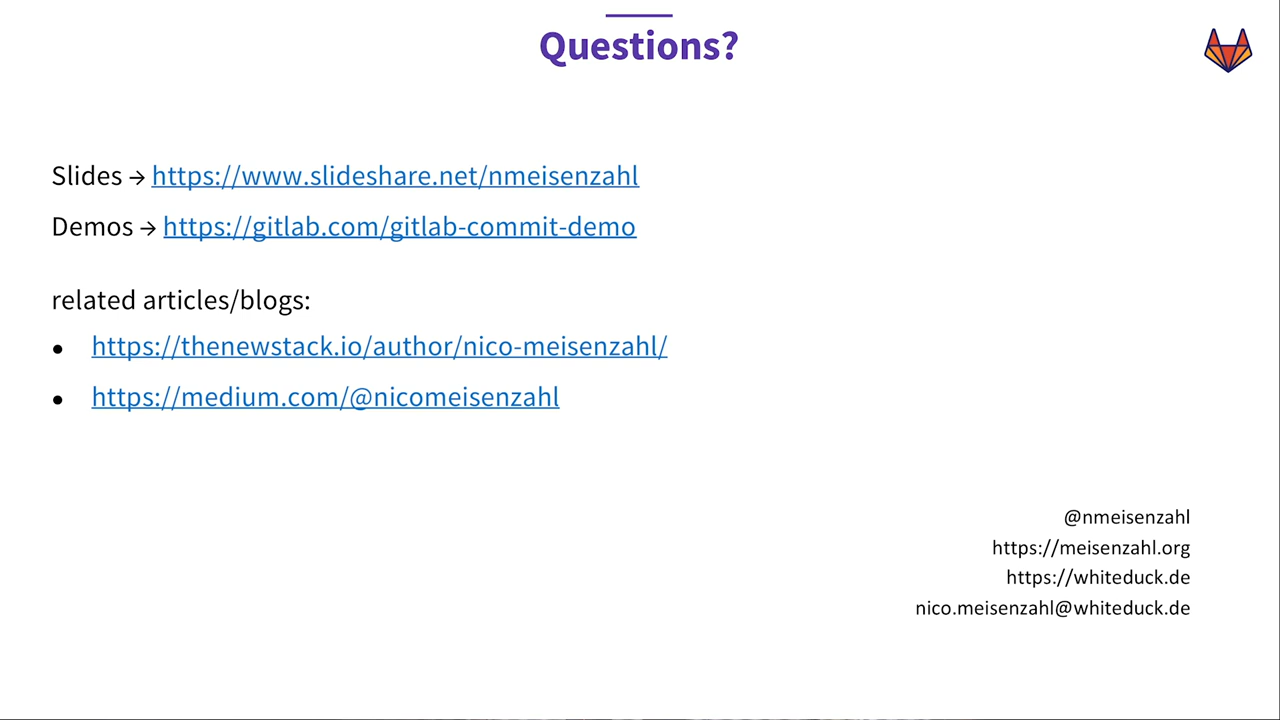 Questions?
Slides → https://www.slideshare.net/nmeisenzahl
Demos → https://gitlab.com/gitlab-commit-demo
related articles/blogs:
● https://thenewstack.io/author/nico-meisenzahl/
● https://medium.com/@nicomeisenzahl
@nmeisenzahl
https://meisenzahl.org
https://whiteduck.de
nico.meisenzahl@whiteduck.de